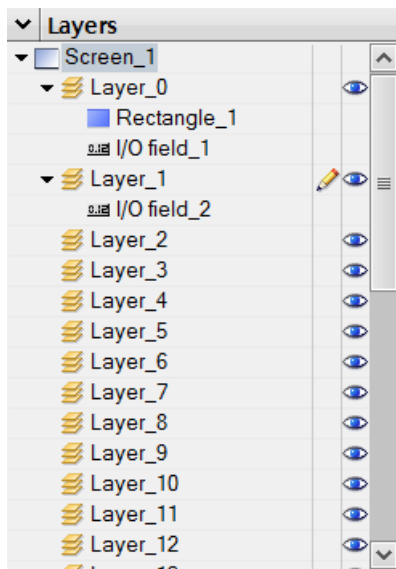 Layers
Screen_1
Layer_0
Rectangle_1
I/O field_1
Layer_1
I/O field_2
Layer_2
Layer_3
Layer_4
Layer_5
Layer_6
Layer_7
Layer_8
Layer_9
Layer_10
Layer_11
Layer_12